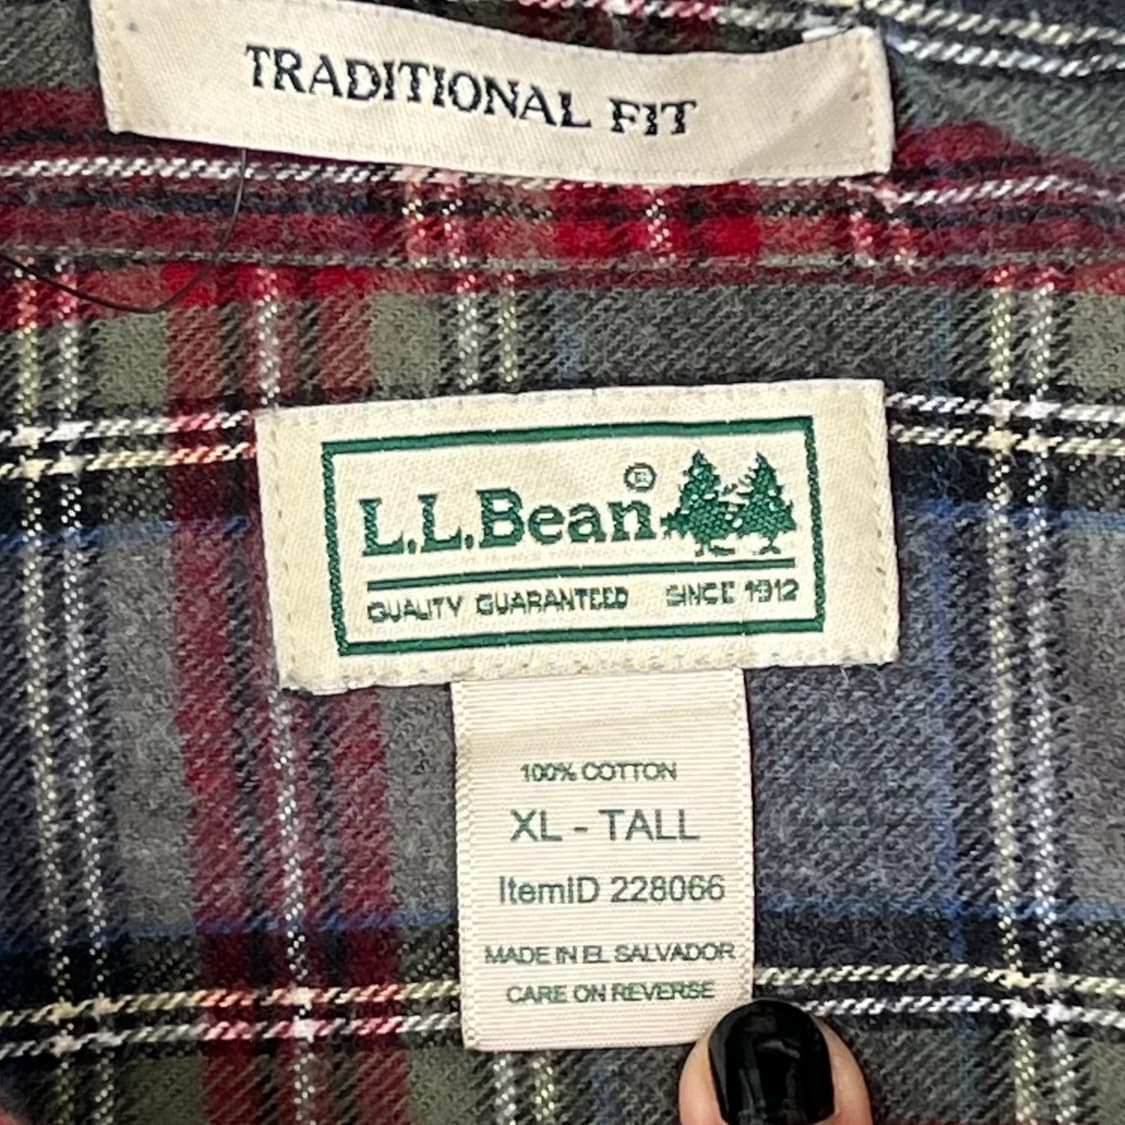 TRADITIONAL FIT
L.L.Bean®
QUALITY GUARANTEED SINCE 1912
100% COTTON
XL - TALL
ItemID 228066
MADE IN EL SALVADOR
CARE ON REVERSE